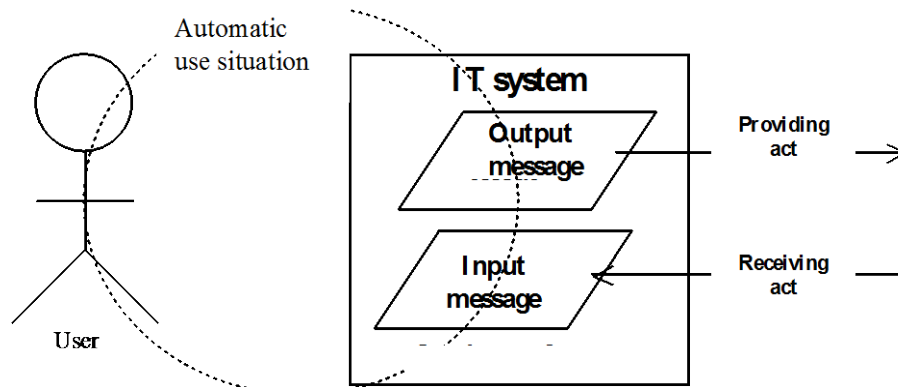 Automatic
use situation
IT system
Output
message
Providing
act
Input
message
Receiving
act
User